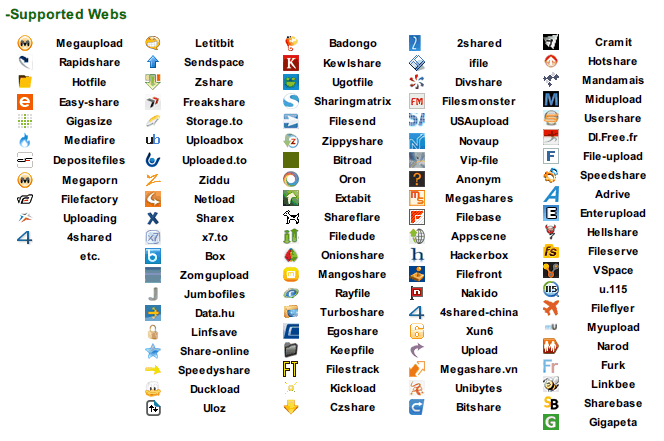 -Supported Webs
Megaupload
Rapidshare
Hotfile
Easy-share
Gigasize
Mediafire
Depositefiles
Megaporn
Filefactory
Uploading
4shared
etc.
Letitbit
Sendspace
Zshare
Freakshare
Storage.to
Uploadbox
Uploaded.to
Ziddu
Netload
Sharex
x7.to
Box
Zomgupload
Jumbofiles
Data.hu
Linfsave
Share-online
Speedyshare
Duckload
Uloz
Badongo
Kewlshare
Ugotfile
Sharingmatrix
Filesend
Zippyshare
Bitroad
Oron
Extabit
Shareflare
Filedude
Onionshare
Mangoshare
Rayfile
Turboshare
Egoshare
Keepfile
Filestrack
Kickload
Czshare
2shared
ifile
Divshare
Filesmonster
USAupload
Novaup
Vip-file
Anonym
Megashares
Filebase
Appscene
Hackerbox
Filefront
Nakido
4shared-china
Xun6
Upload
Megashare.vn
Unibytes
Bitshare
Cramit
Hotshare
Mandamais
Midupload
Usershare
Dl.Free.fr
File-upload
Speedshare
Adrive
Enterupload
Hellshare
Fileserve
VSpace
u.115
Fileflyer
Myupload
Narod
Furk
Linkbee
Sharebase
Gigapeta